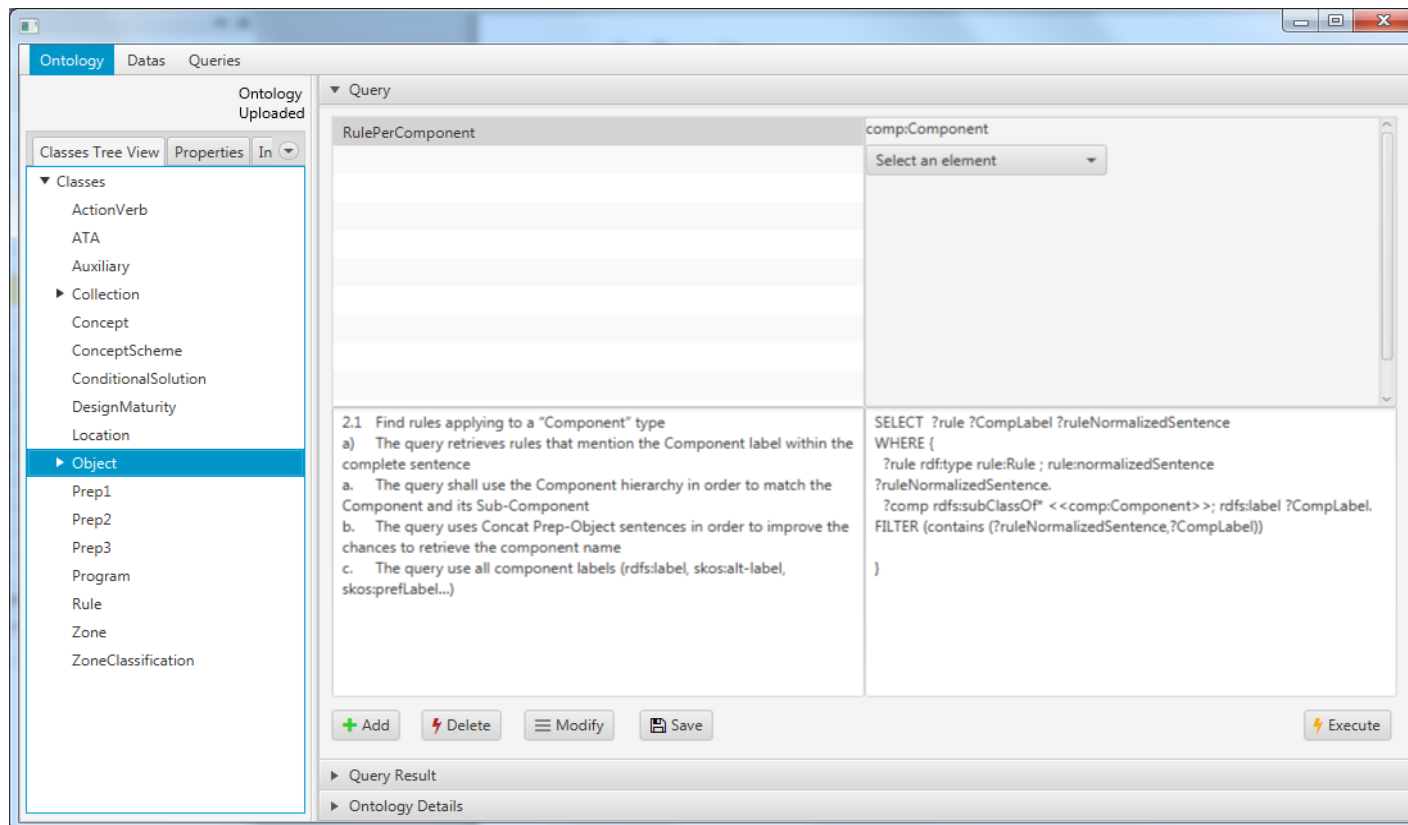 Ontology Datas Queries
Ontology
Uploaded
Classes Tree View Properties In
Classes
ActionVerb
ATA
Auxiliary
Collection
Concept
ConceptScheme
ConditionalSolution
DesignMaturity
Location
Object
Prep1
Prep2
Prep3
Program
Rule
Zone
ZoneClassification
Query
RulePerComponent
comp:Component
Select an element
2.1 Find rules applying to a "Component" type
a) The query retrieves rules that mention the Component label within the
complete sentence
a. The query shall use the Component hierarchy in order to match the
Component and its Sub-Component
b. The query uses Concat Prep-Object sentences in order to improve the
chances to retrieve the component name
c. The query use all component labels (rdfs:label, skos:alt-label,
skos:prefLabel...)
SELECT ?rule ?CompLabel ?ruleNormalizedSentence
WHERE {
?rule rdf:type rule:Rule ; rule:normalizedSentence
?ruleNormalizedSentence.
?comp rdfs:subClassOf* <<comp:Component>>; rdfs:label ?CompLabel.
FILTER (contains (?ruleNormalizedSentence,?CompLabel))
}
Add Delete Modify Save Execute
Query Result
Ontology Details